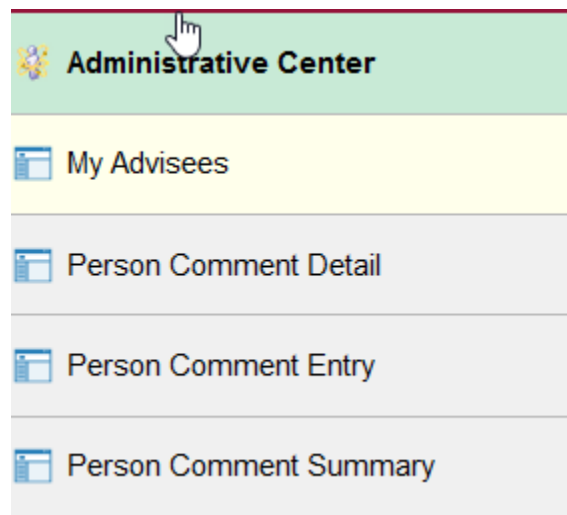 Administrative Center
My Advisees
Person Comment Detail
Person Comment Entry
Person Comment Summary